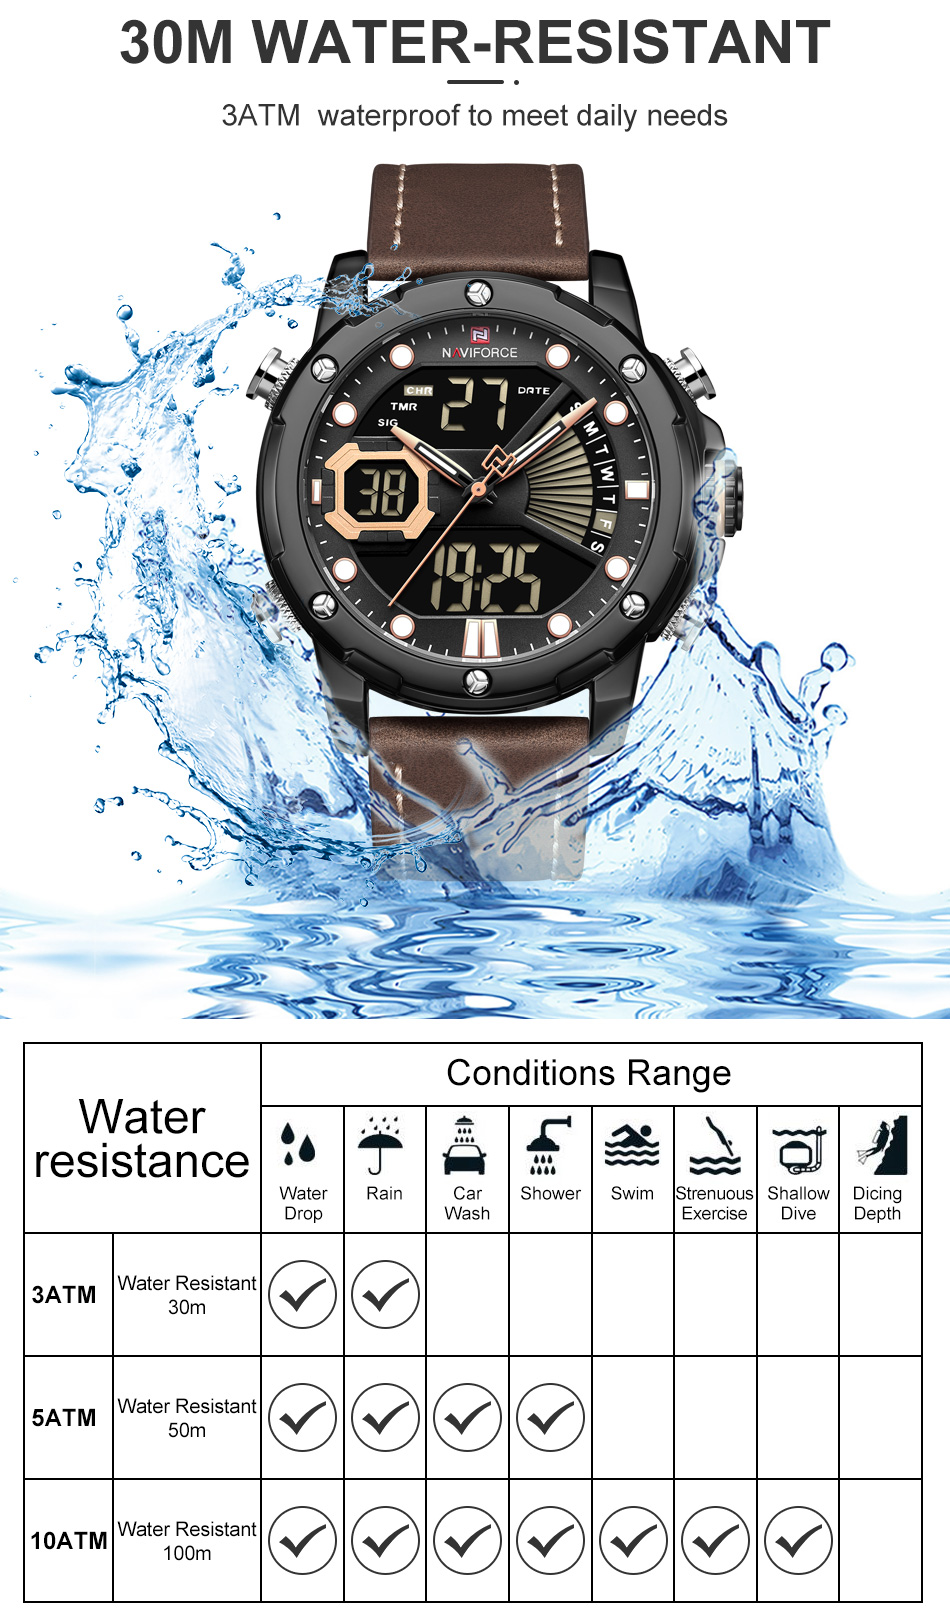 30M WATER-RESISTANT
3ATM waterproof to meet daily needs
NAVIFORCE
CHR
27
DATE
TMR
SIG
S M T W T F S
38
19:25
Water
resistance
Conditions Range
Water
Drop
Rain
Car
Wash
Shower
Swim
Strenuous
Exercise
Shallow
Dive
Dicing
Depth
3ATM
Water Resistant
30m
5ATM
Water Resistant
50m
10ATM
Water Resistant
100m